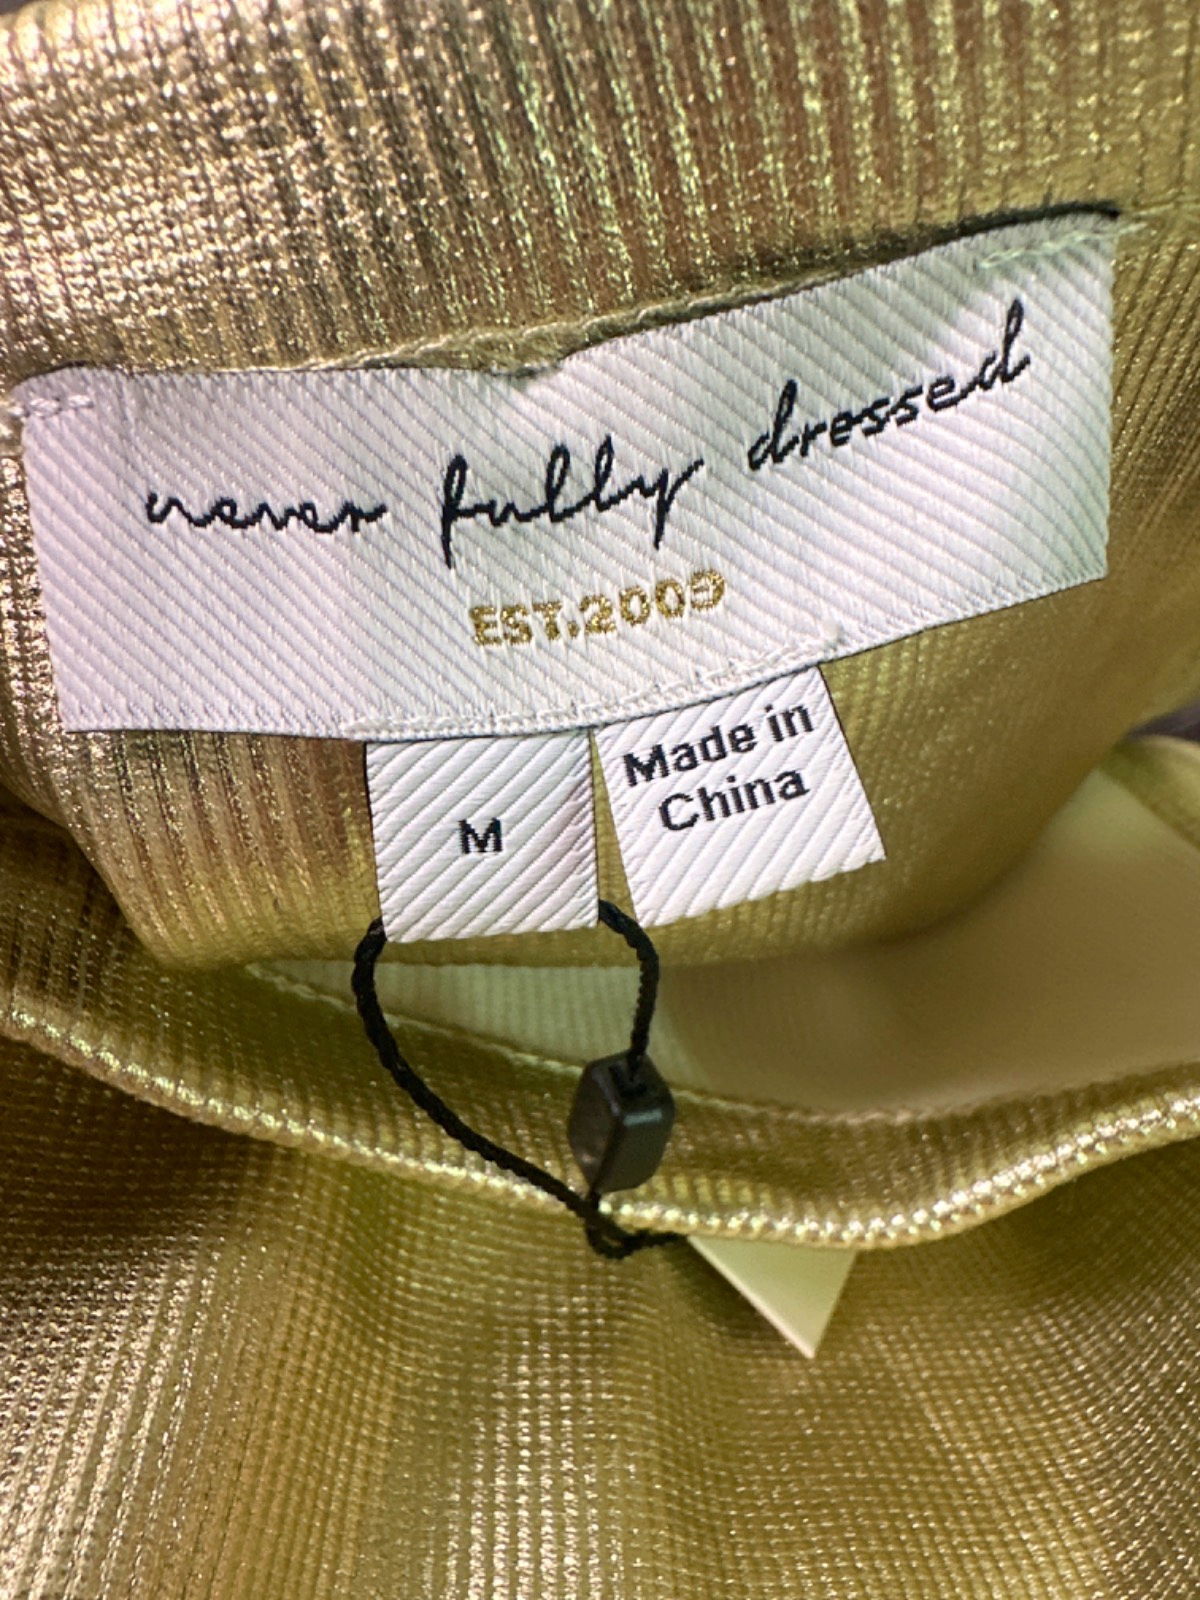 never fully dressed
EST.2009
M
Made in
China